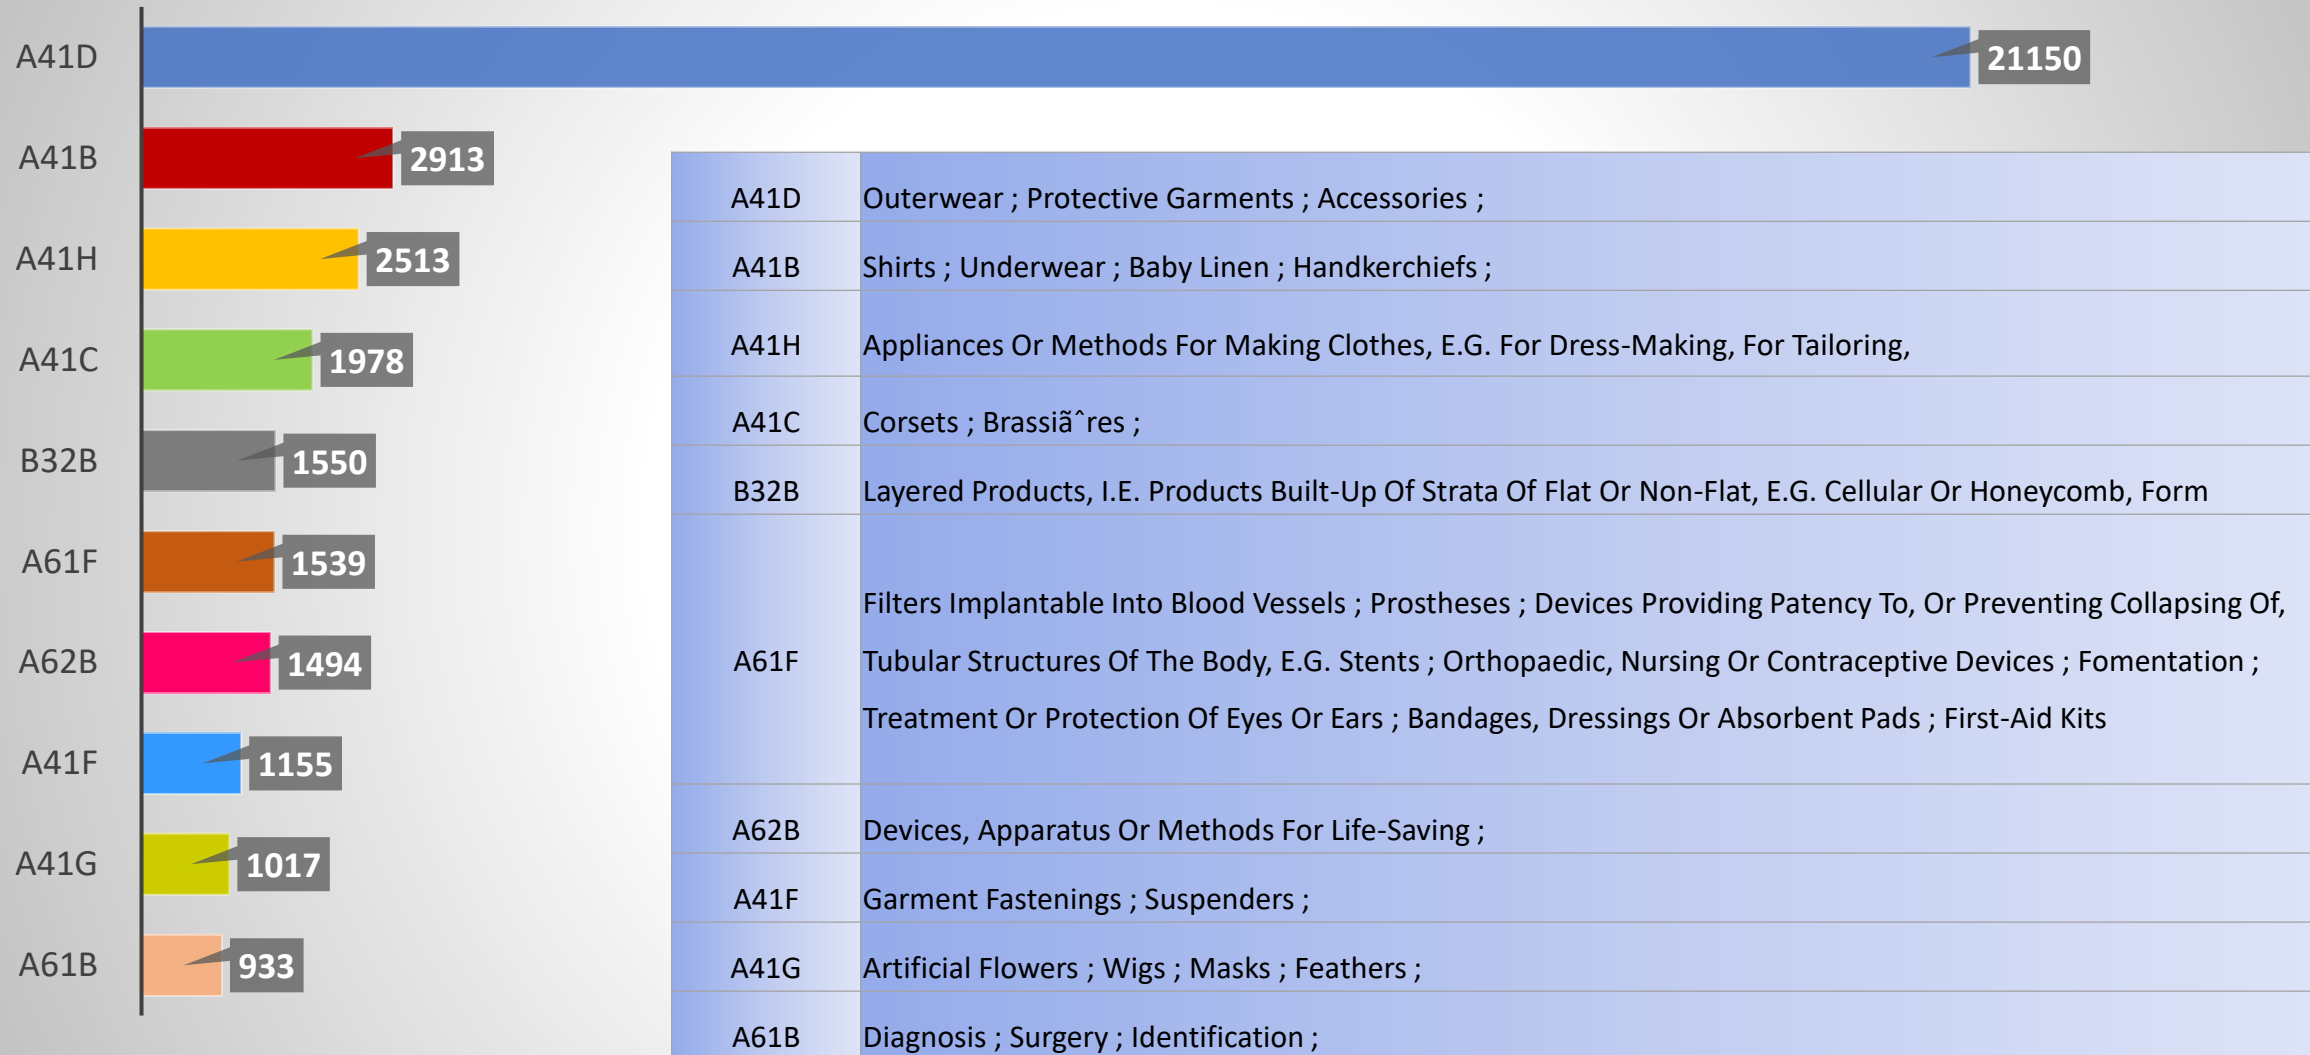 A41D 21150
A41B 2913
A41H 2513
A41C 1978
B32B 1550
A61F 1539
A62B 1494
A41F 1155
A41G 1017
A61B 933
A41D Outerwear ; Protective Garments ; Accessories ;
A41B Shirts ; Underwear ; Baby Linen ; Handkerchiefs ;
A41H Appliances Or Methods For Making Clothes, E.G. For Dress-Making, For Tailoring,
A41C Corsets ; Brassiãˆres ;
B32B Layered Products, I.E. Products Built-Up Of Strata Of Flat Or Non-Flat, E.G. Cellular Or Honeycomb, Form
Filters Implantable Into Blood Vessels ; Prostheses ; Devices Providing Patency To, Or Preventing Collapsing Of,
A61F Tubular Structures Of The Body, E.G. Stents ; Orthopaedic, Nursing Or Contraceptive Devices ; Fomentation ;
Treatment Or Protection Of Eyes Or Ears ; Bandages, Dressings Or Absorbent Pads ; First-Aid Kits
A62B Devices, Apparatus Or Methods For Life-Saving ;
A41F Garment Fastenings ; Suspenders ;
A41G Artificial Flowers ; Wigs ; Masks ; Feathers ;
A61B Diagnosis ; Surgery ; Identification ;